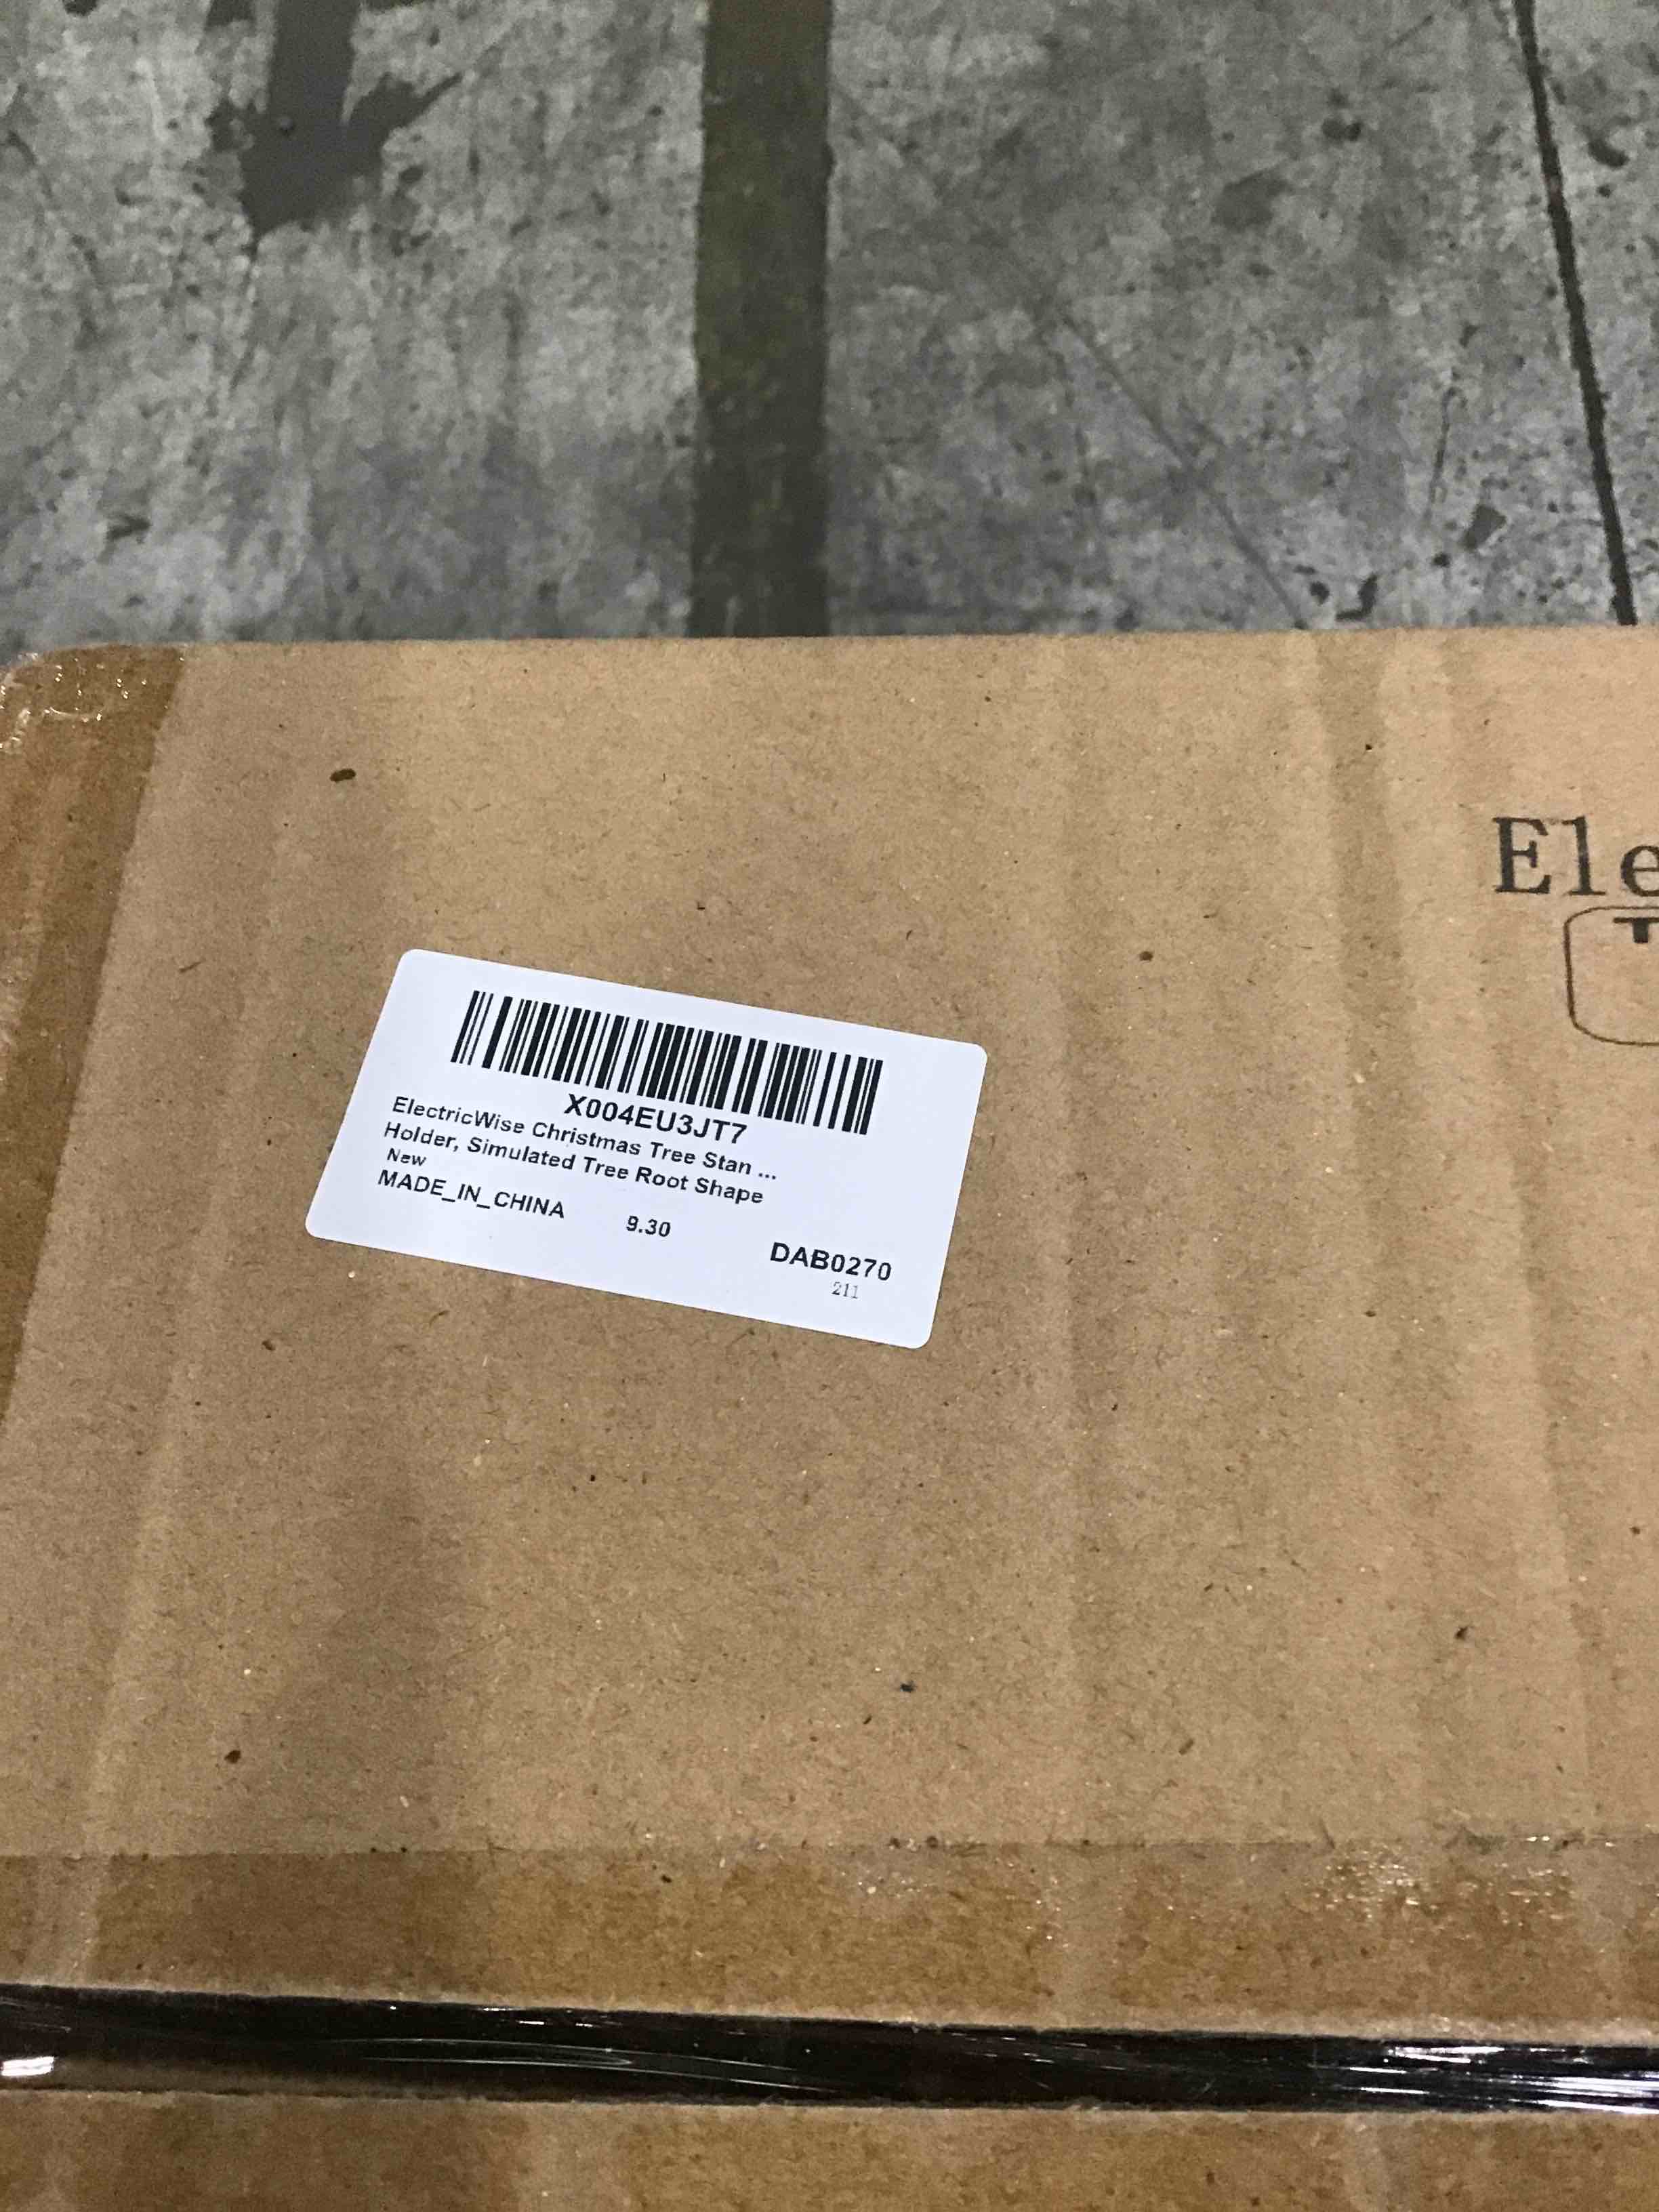 Ele
X004EU3JT7
ElectricWise Christmas Tree Stan ...
Holder, Simulated Tree Root Shape
New
MADE_IN_CHINA 9.30
DAB0270
211